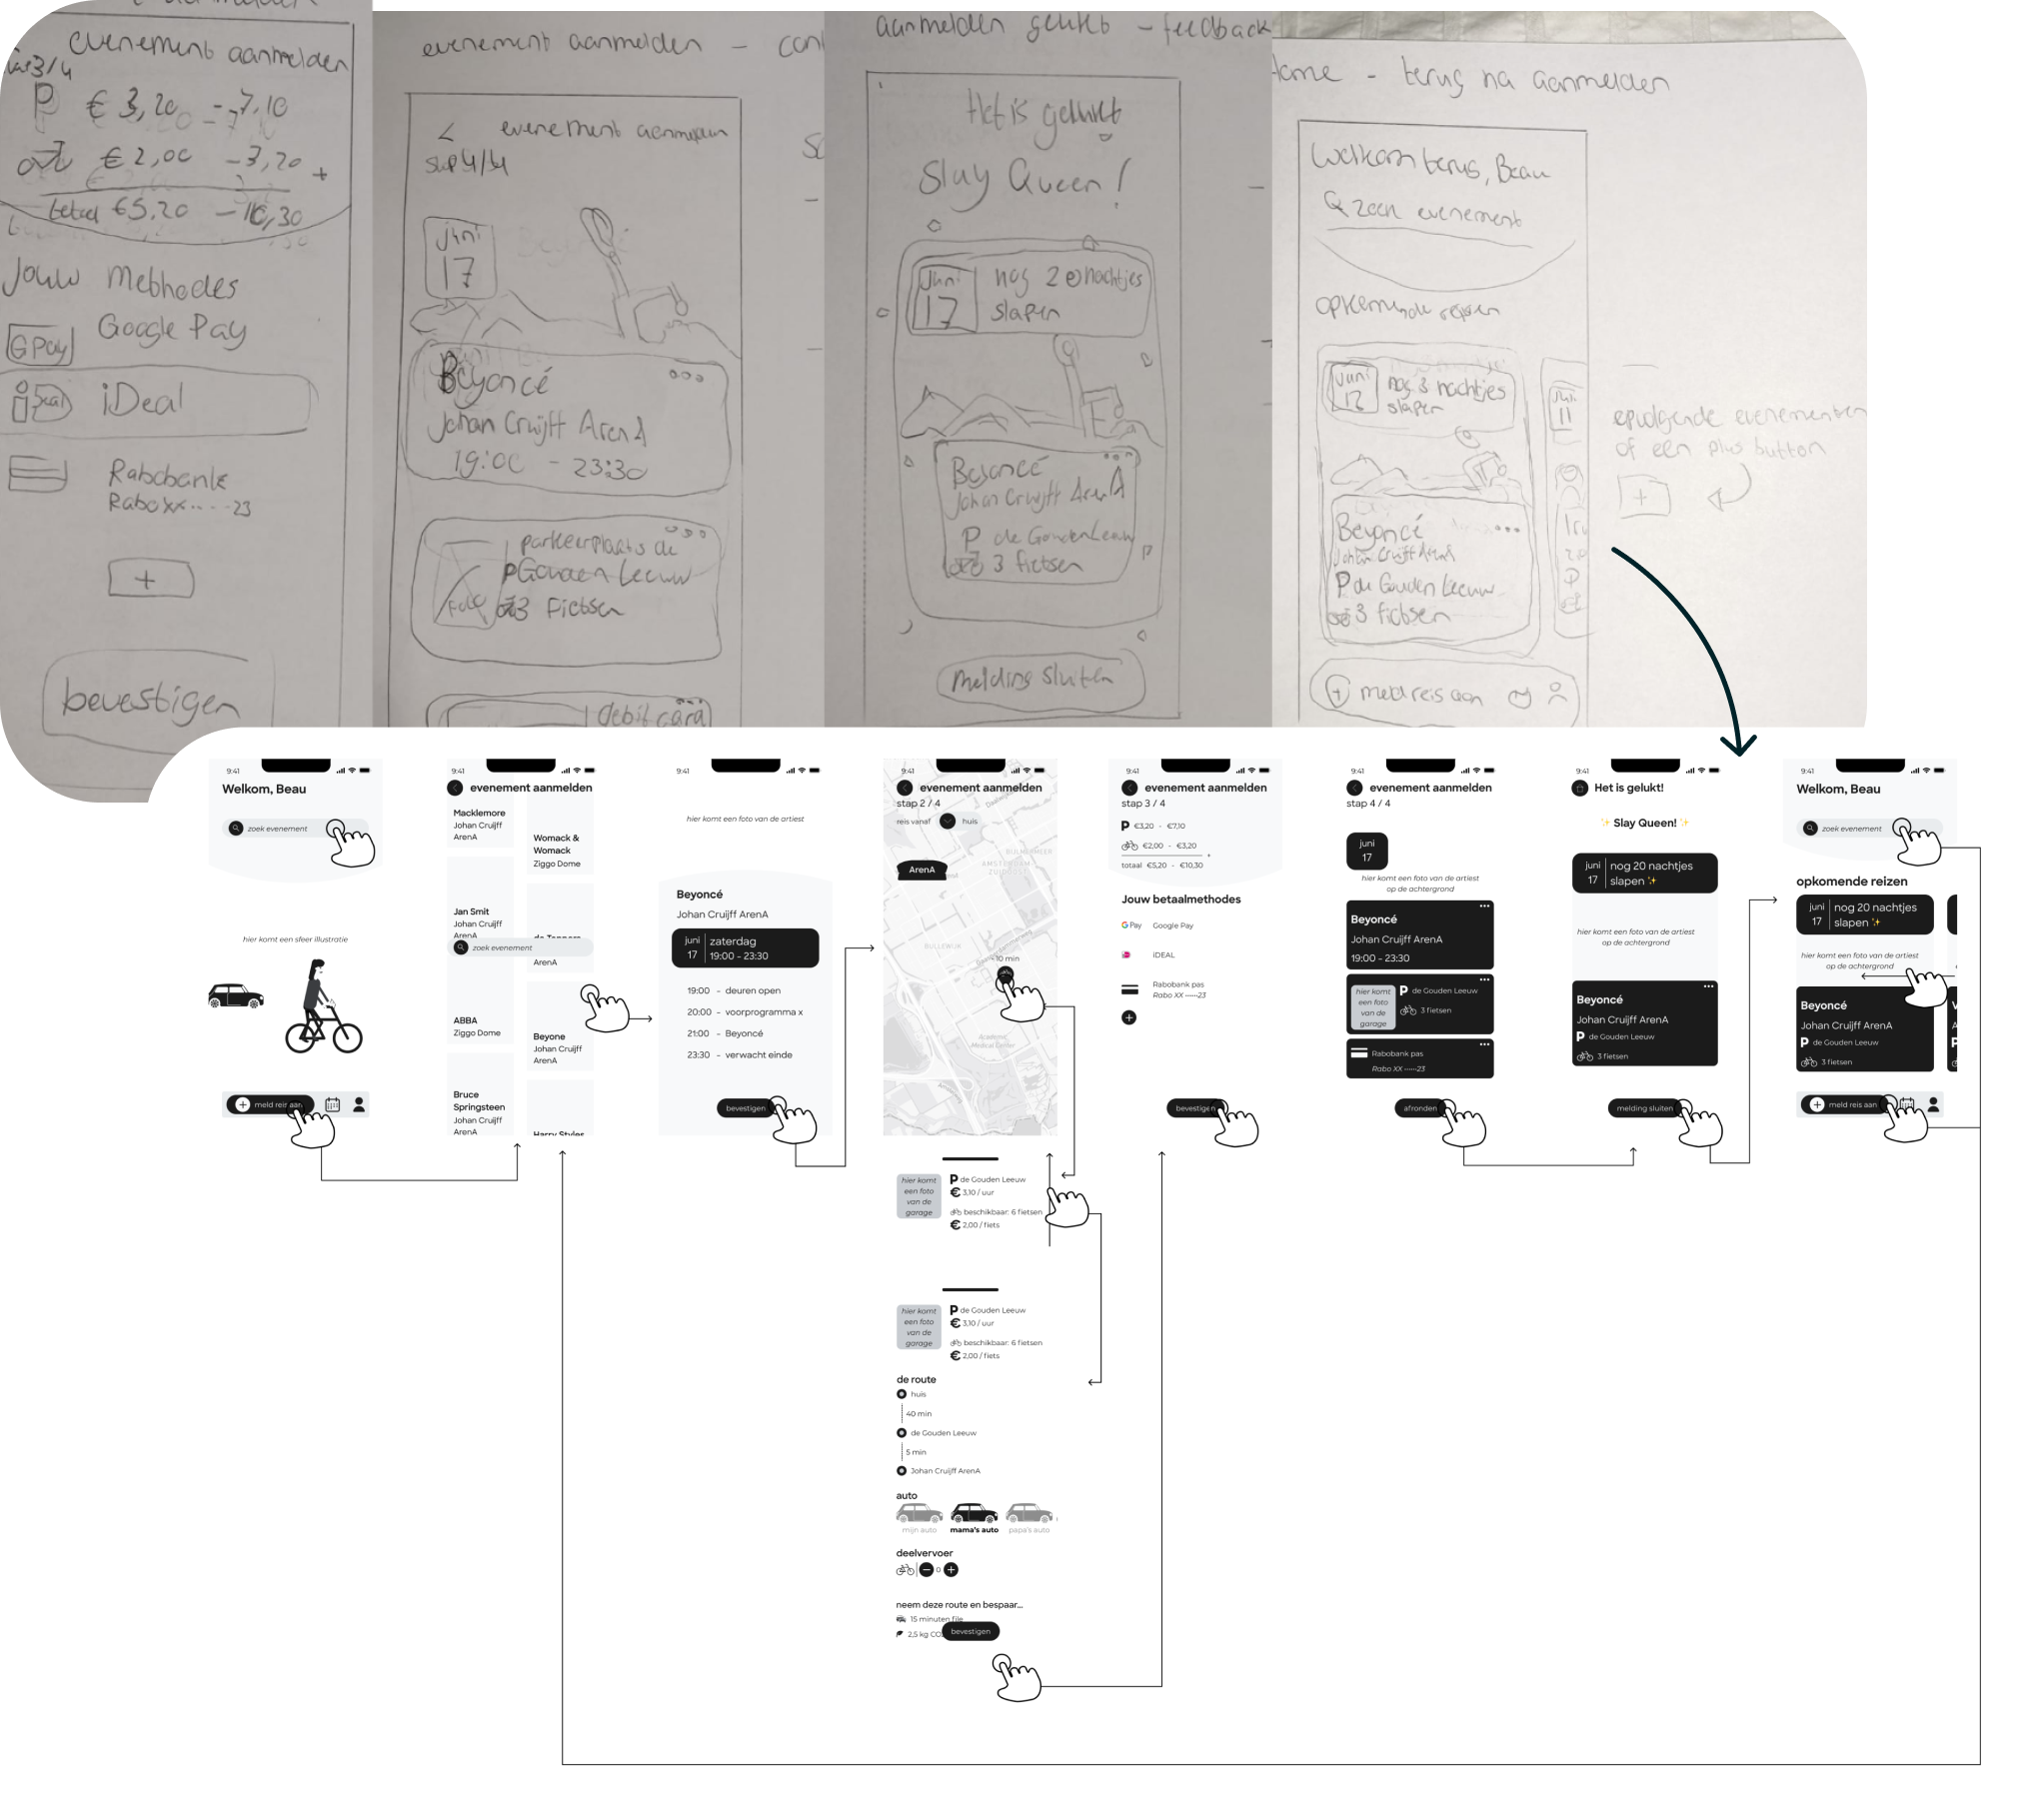 evenement aanmelden
stap 3/4
P € 3,20 - 7,10
€ 2,00 - 3,20 +
totaal €5,20 - 10,30
Jouw methodes
G Pay Google Pay
iDeal iDeal
Rabobank
Rabo xx.....23
+
bevestigen
evenement aanmelden -
< evenement aanmelden
stap 4/4
juni
17
Beyoncé
Johan Cruijff ArenA
19:00 - 23:30
parkeerplaats de
P Gouden Leeuw
3 fietsen
foto
debit card
aanmelden gelukt - feedback
Het is gelukt
Slay Queen!
juni
17
nog 20 nachtjes
slapen
Beyoncé
Johan Cruijff ArenA
P de Gouden Leeuw
3 fietsen
melding sluiten
Home - terug na aanmelden
Welkom terug, Beau
zoek evenement
opkomende reizen
juni
17
nog 3 nachtjes
slapen
Beyoncé
Johan Cruijff ArenA
P de Gouden Leeuw
3 fietsen
+ meld reis aan
juni
11
opvolgende evenementen
of een plus button
+
9:41
Welkom, Beau
zoek evenement
hier komt een sfeer illustratie
meld reis aan
9:41
evenement aanmelden
Macklemore
Johan Cruijff
ArenA
Womack &
Womack
Ziggo Dome
Jan Smit
Johan Cruijff
ArenA
de Toppers
zoek evenement
ArenA
ABBA
Ziggo Dome
Beyone
Johan Cruijff
ArenA
Bruce
Springsteen
Johan Cruijff
ArenA
Harry Styles
9:41
hier komt een foto van de artiest
Beyoncé
Johan Cruijff ArenA
juni
17
zaterdag
19:00 - 23:30
19:00 - deuren open
20:00 - voorprogramma x
21:00 - Beyoncé
23:30 - verwacht einde
bevestigen
9:41
evenement aanmelden
stap 2 / 4
reis vanaf huis
AMSTERDAM
ZUIDOOST
ArenA
BULLEWIJK
10 min
Academic
Medical Center
hier komt
een foto
van de
garage
P de Gouden Leeuw
€ 3,10 / uur
beschikbaar: 6 fietsen
€ 2,00 / fiets
hier komt
een foto
van de
garage
P de Gouden Leeuw
€ 3,10 / uur
beschikbaar: 6 fietsen
€ 2,00 / fiets
de route
huis
40 min
de Gouden Leeuw
5 min
Johan Cruijff ArenA
auto
mijn auto mama's auto papa's auto
deelvervoer
0
neem deze route en bespaar...
15 minuten file
2,5 kg CO
bevestigen
9:41
evenement aanmelden
stap 3 / 4
P €3,20 - €7,10
€2,00 - €3,20
+
totaal €5,20 - €10,30
Jouw betaalmethodes
G Pay Google Pay
iDEAL
Rabobank pas
Rabo XX -----23
bevestigen
9:41
evenement aanmelden
stap 4 / 4
juni
17
hier komt een foto van de artiest
op de achtergrond
Beyoncé
Johan Cruijff ArenA
19:00 - 23:30
hier komt
een foto
van de
garage
P de Gouden Leeuw
3 fietsen
Rabobank pas
Rabo XX -----23
afronden
9:41
Het is gelukt!
✨ Slay Queen! ✨
juni
17
nog 20 nachtjes
slapen ✨
hier komt een foto van de artiest
op de achtergrond
Beyoncé
Johan Cruijff ArenA
P de Gouden Leeuw
3 fietsen
melding sluiten
9:41
Welkom, Beau
zoek evenement
opkomende reizen
juni
17
nog 20 nachtjes
slapen ✨
hier komt een foto van de artiest
op de achtergrond
Beyoncé
Johan Cruijff ArenA
P de Gouden Leeuw
3 fietsen
meld reis aan